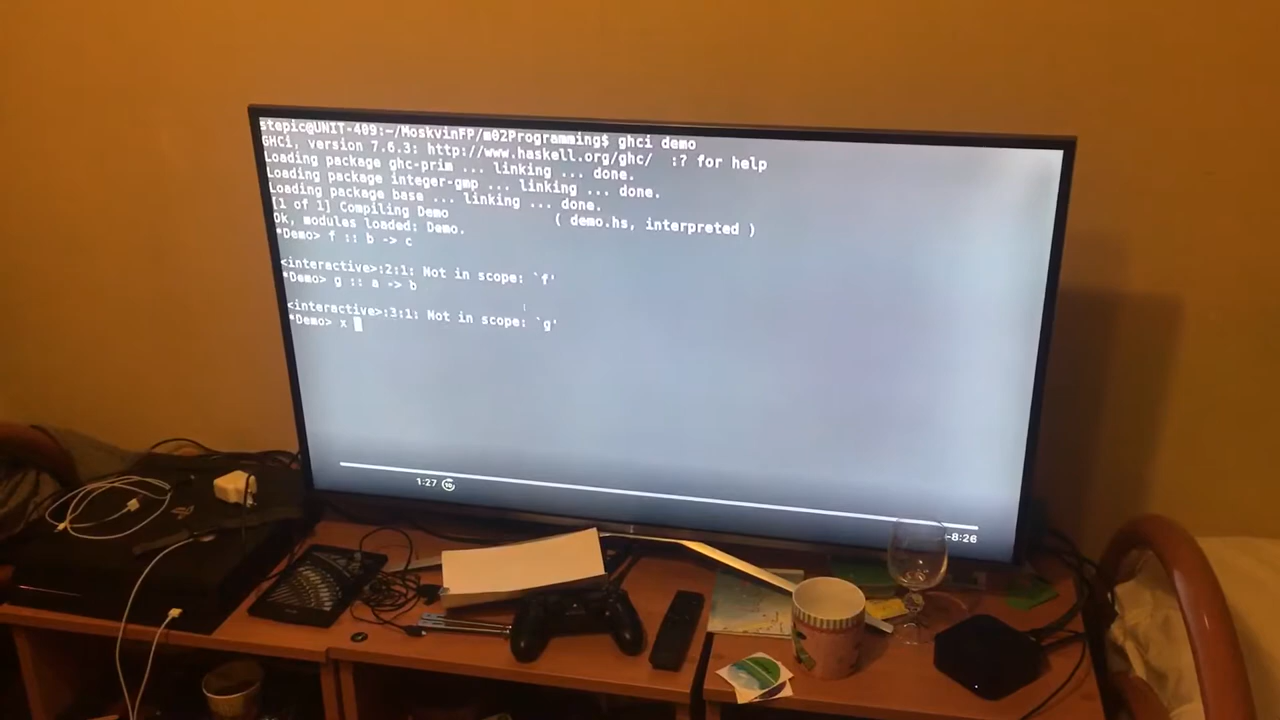 stepic@UNIT-409:~/MoskvinFP/m02Programming$ ghci demo
GHCi, version 7.6.3: http://www.haskell.org/ghc/  :? for help
Loading package ghc-prim ... linking ... done.
Loading package integer-gmp ... linking ... done.
Loading package base ... linking ... done.
[1 of 1] Compiling Demo             ( demo.hs, interpreted )
Ok, modules loaded: Demo.
*Demo> f :: b -> c
<interactive>:2:1: Not in scope: `f'
*Demo> g :: a -> b
<interactive>:3:1: Not in scope: `g'
*Demo> x
1:27
-8:26